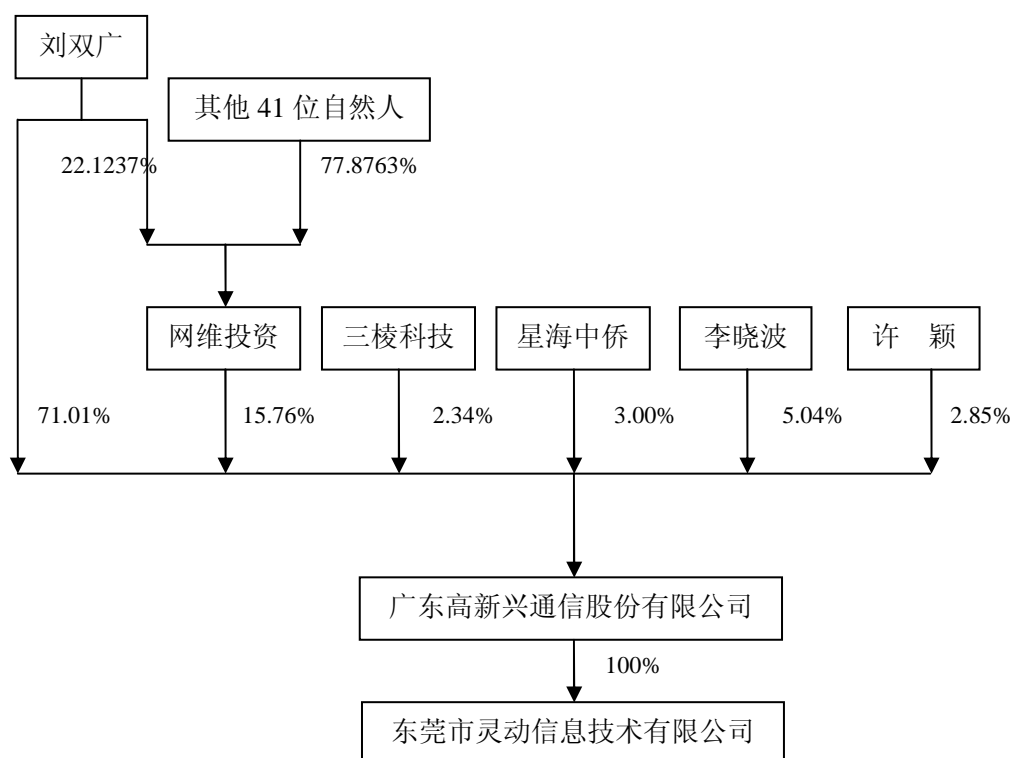 刘双广
其他 41 位自然人
22.1237%
77.8763%
网维投资
三棱科技
星海中侨
李晓波
许 颖
71.01%
15.76%
2.34%
3.00%
5.04%
2.85%
广东高新兴通信股份有限公司
100%
东莞市灵动信息技术有限公司